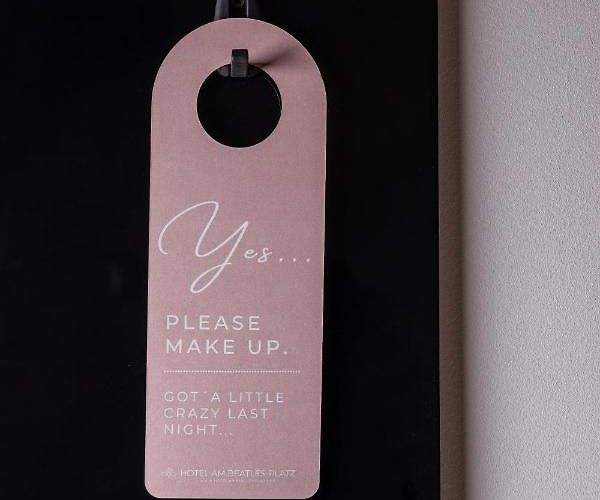 Yes...
PLEASE
MAKE UP.
GOT´A LITTLE
CRAZY LAST
NIGHT...
HOTEL AM BEATLES PLATZ